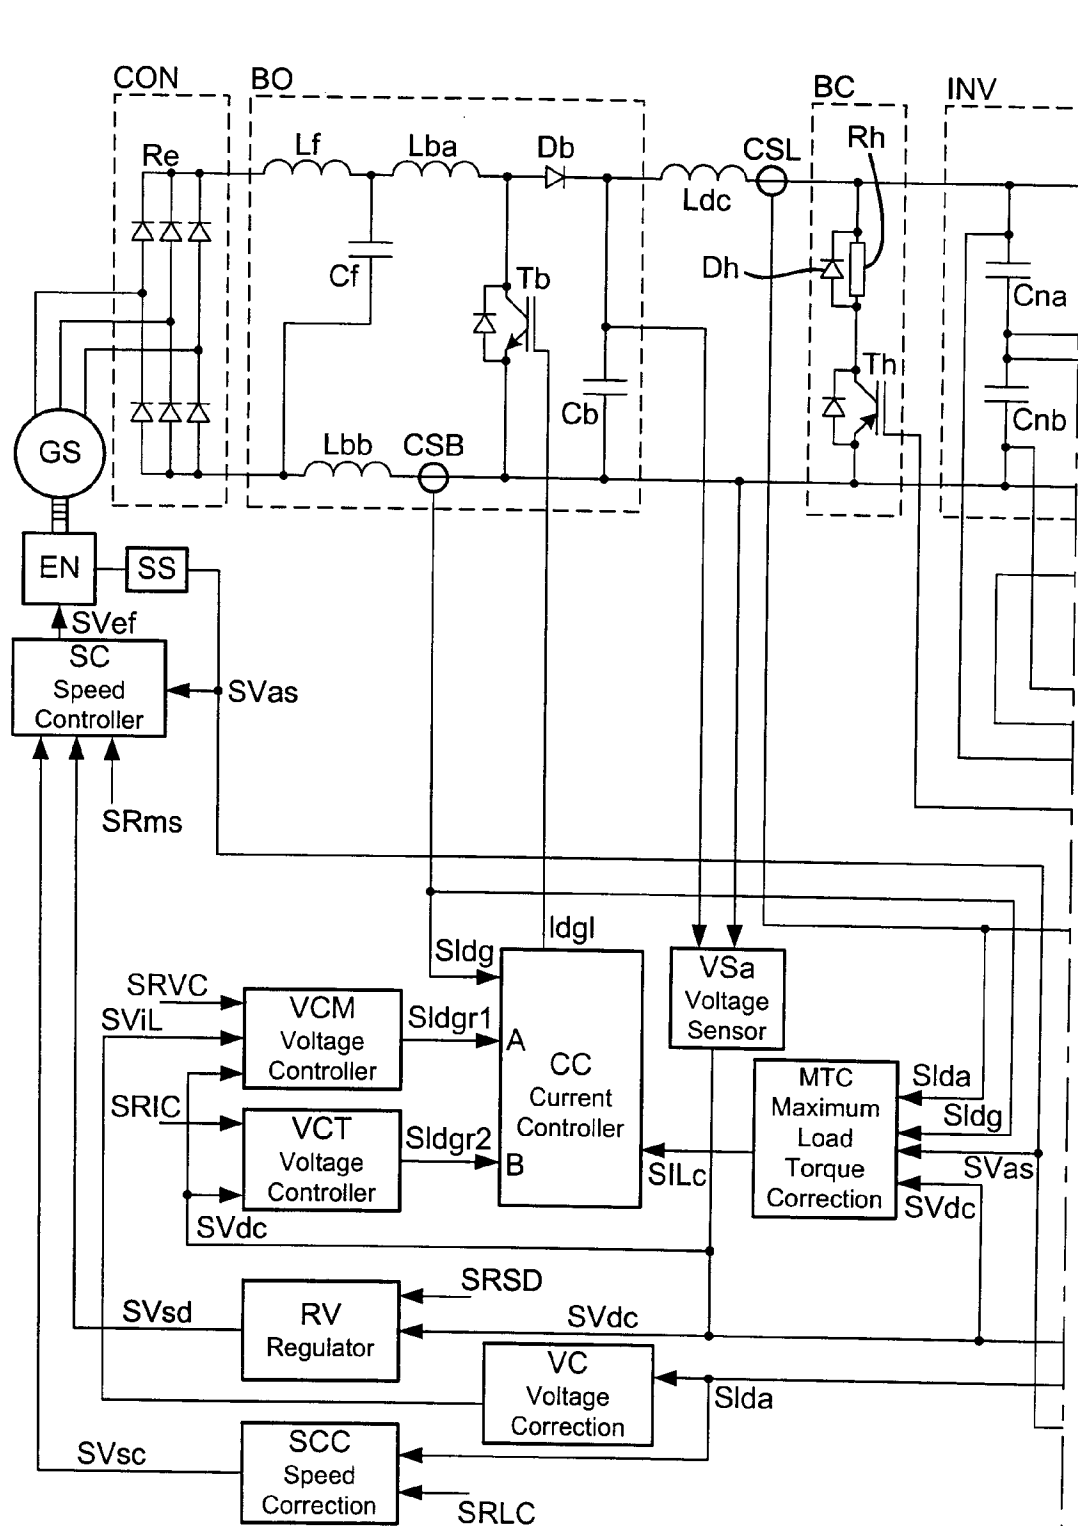 CON
BO
BC
INV
Re
Lf
Lba
Db
CSL
Rh
Ldc
Cf
Tb
Dh
Cna
Th
Cb
Cnb
GS
Lbb
CSB
EN
SS
SVef
SC
Speed
Controller
SVas
SRms
Idgl
SIdg
SRVC
SViL
VCM
Voltage
Controller
SIdgr1
A
CC
Current
Controller
VSa
Voltage
Sensor
SRIC
VCT
Voltage
Controller
SIdgr2
B
SILc
MTC
Maximum
Load
Torque
Correction
SIda
SIdg
SVas
SVdc
SVdc
SRSD
SVsd
RV
Regulator
SVdc
VC
Voltage
Correction
SIda
SVsc
SCC
Speed
Correction
SRLC